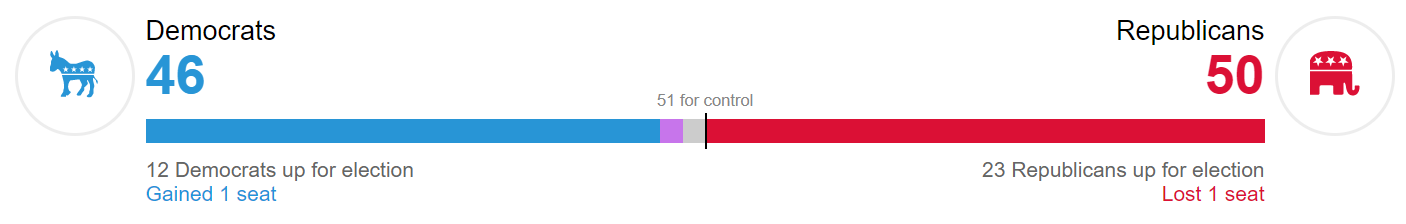 Democrats
46
Republicans
50
51 for control
12 Democrats up for election
Gained 1 seat
23 Republicans up for election
Lost 1 seat